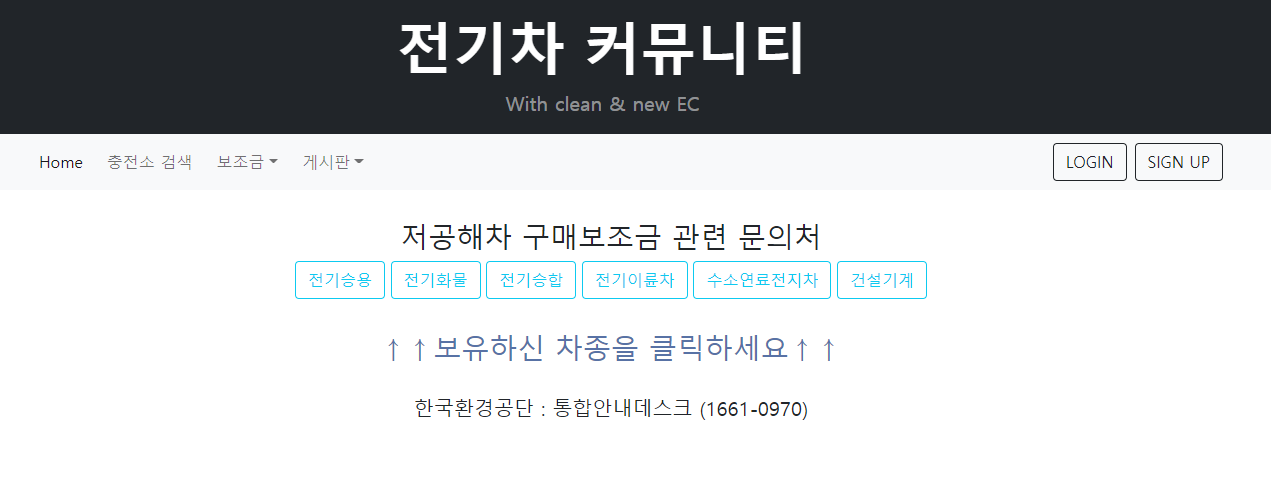 전기차 커뮤니티
With clean & new EC
Home 충전소 검색 보조금 게시판 LOGIN SIGN UP
저공해차 구매보조금 관련 문의처
전기승용 전기화물 전기승합 전기이륜차 수소연료전지차 건설기계
↑ ↑ 보유하신 차종을 클릭하세요 ↑ ↑
한국환경공단 : 통합안내데스크 (1661-0970)